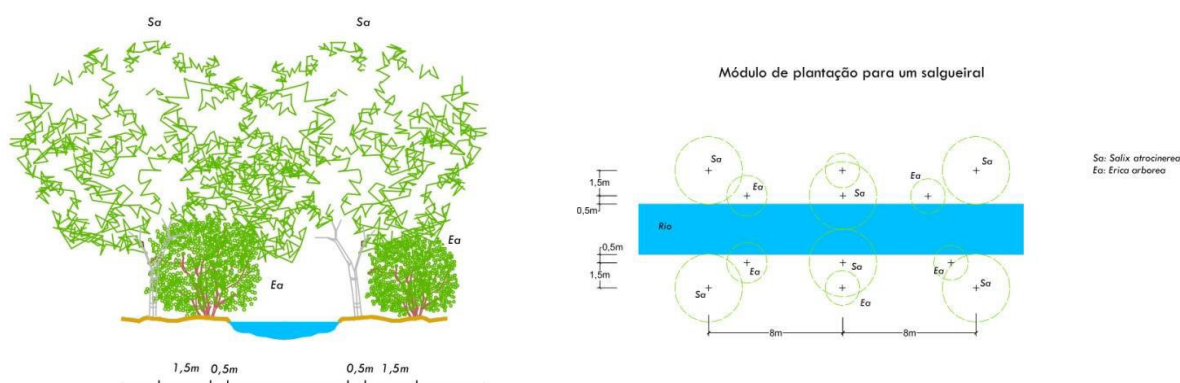 Sa
Sa
Ea
Ea
1,5m 0,5m
0,5m 1,5m
Módulo de plantação para um salgueiral
Sa: Salix atrocinerea
Ea: Erica arborea
Sa
Sa
Ea
Sa
Ea
1,5m
0,5m
Rio
0,5m
1,5m
Ea
Sa
Ea
Sa
Ea
Sa
8m
8m